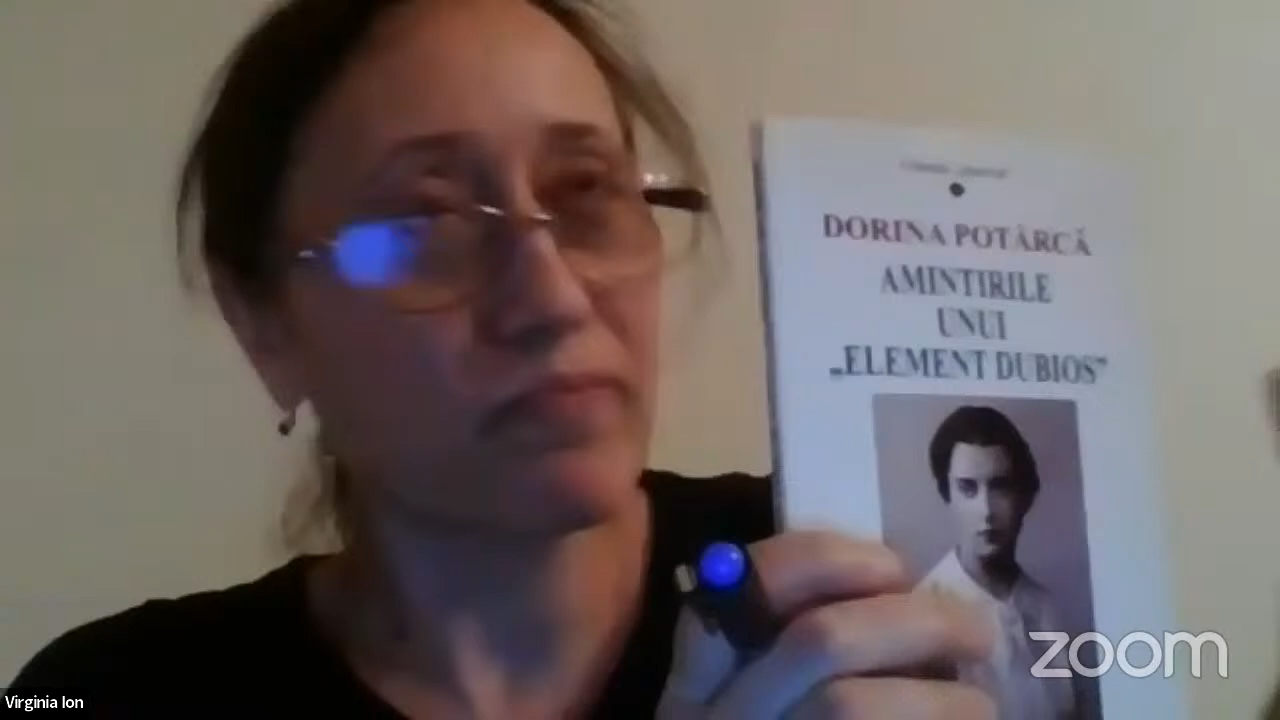 DORINA POTÂRCĂ
AMINTIRILE
UNUI
„ELEMENT DUBIOS”
zoom
Virginia Ion